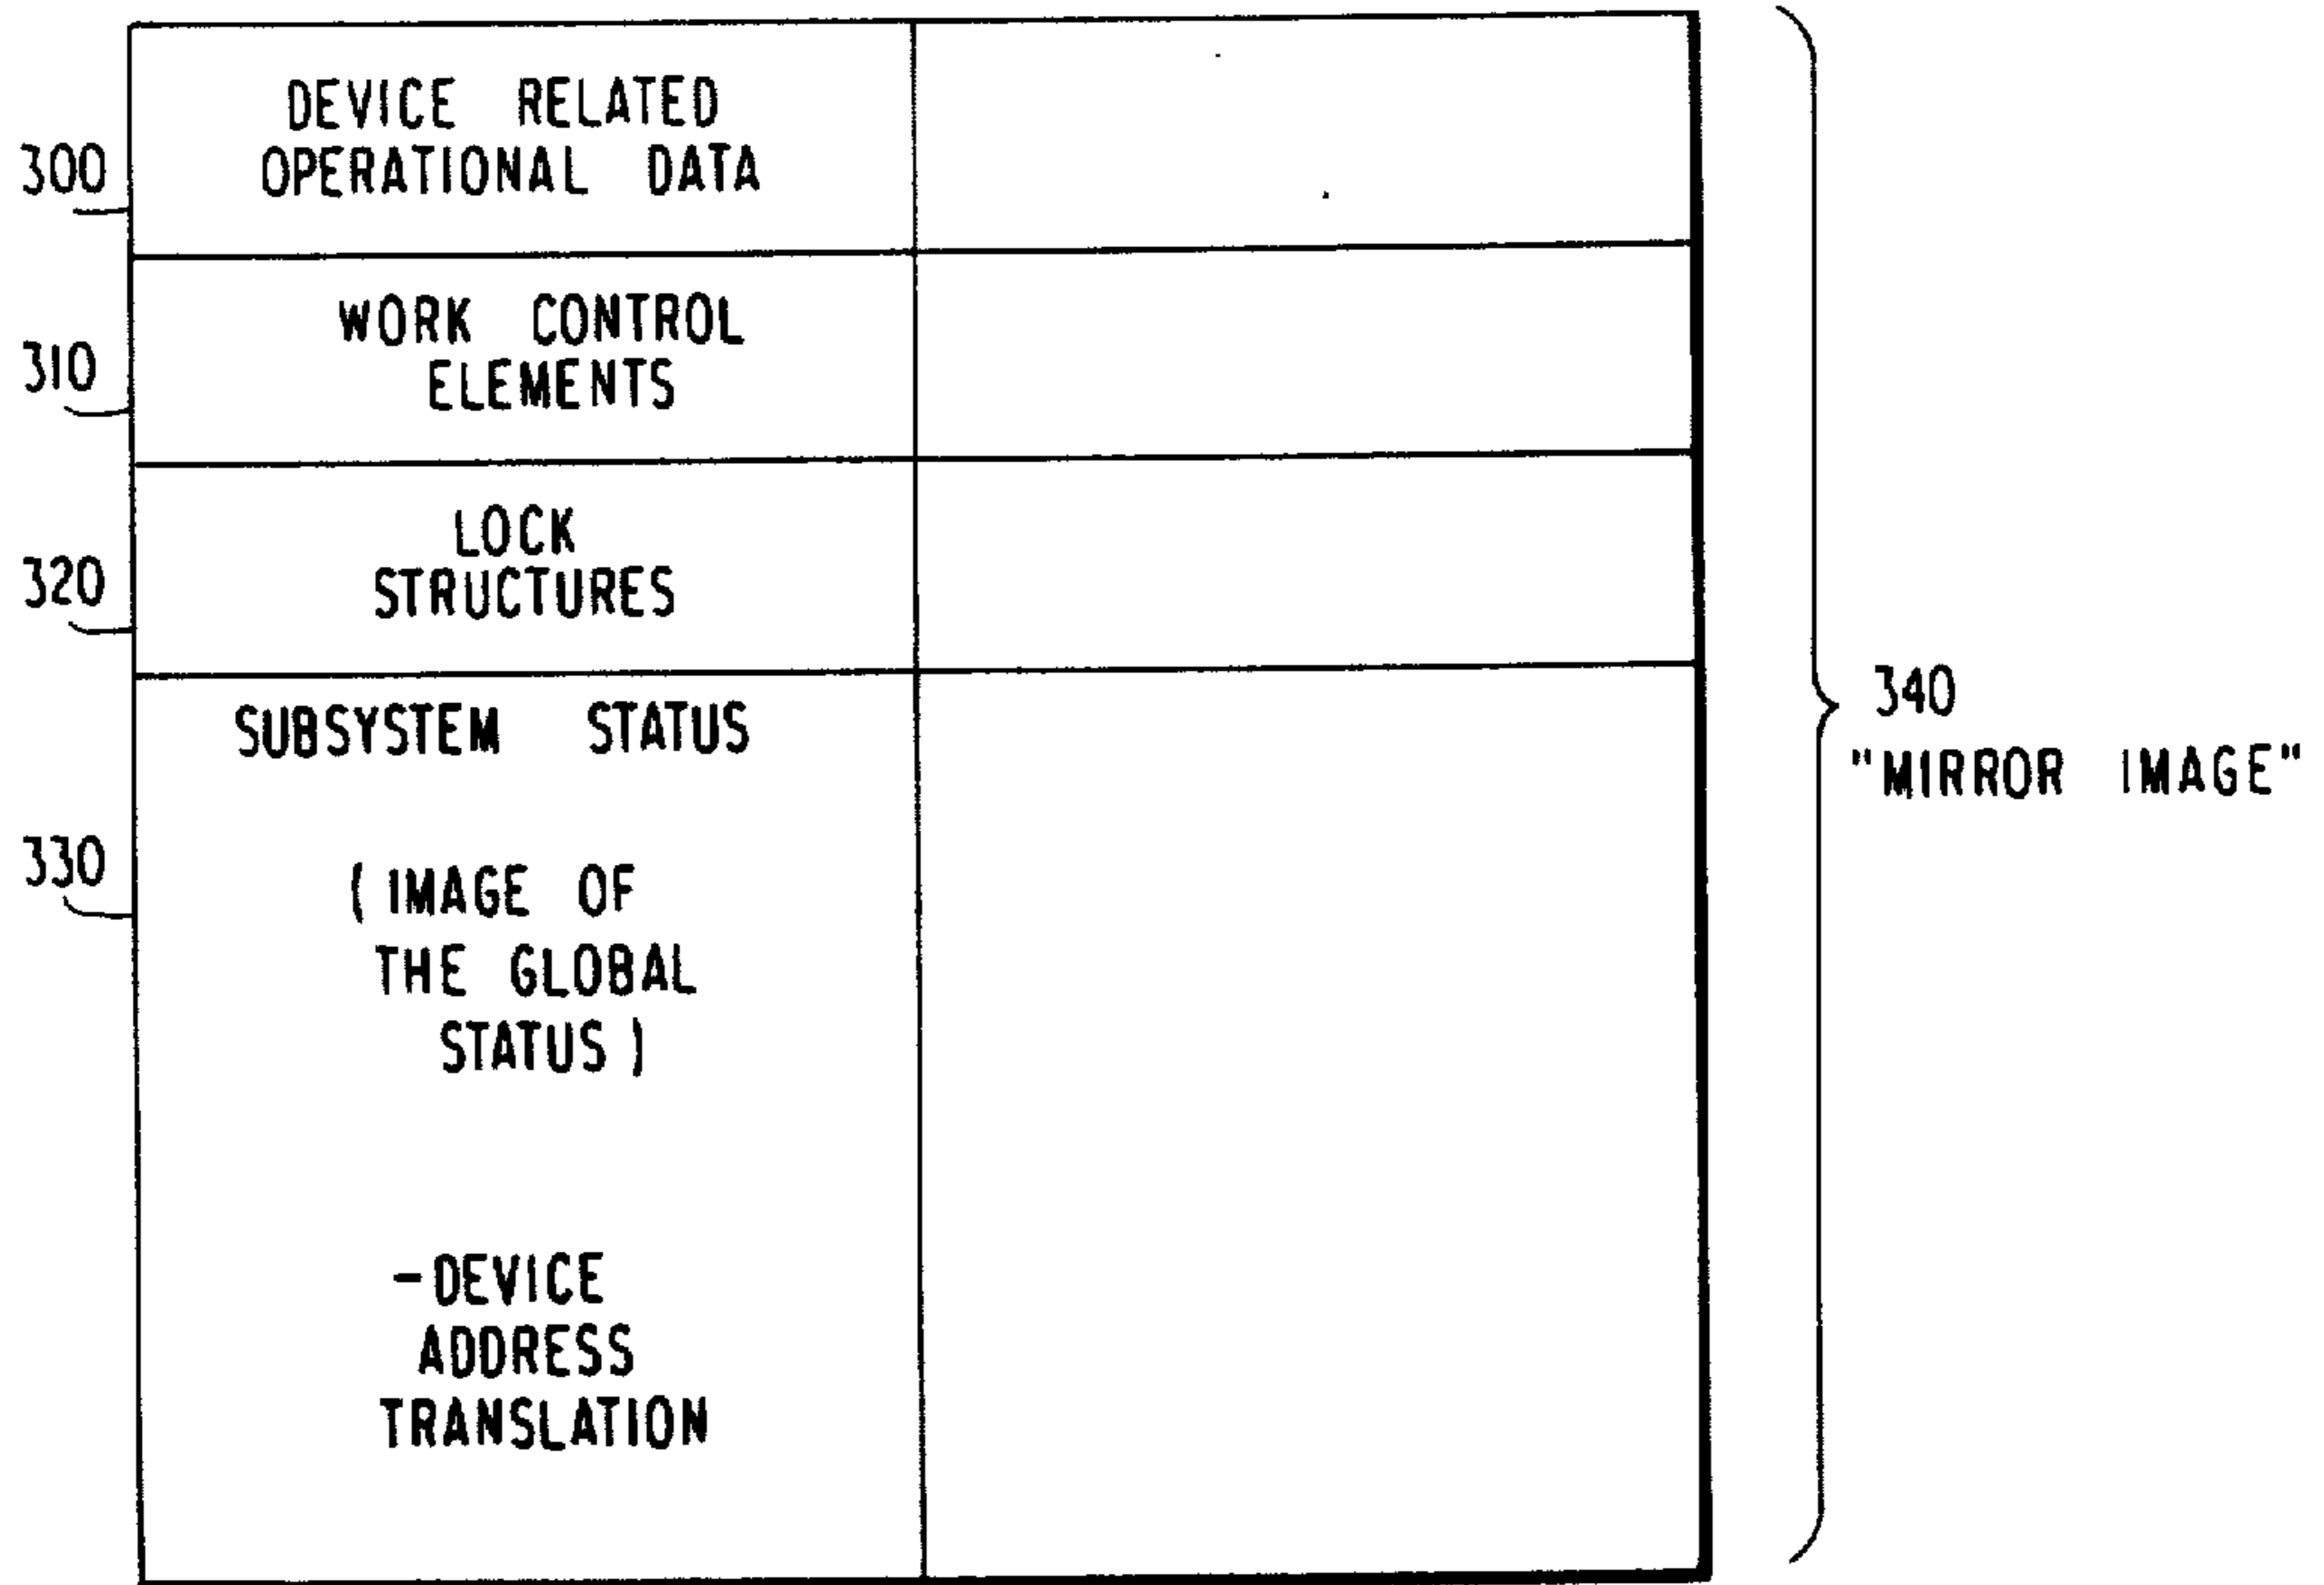 DEVICE RELATED
OPERATIONAL DATA
300
WORK CONTROL
ELEMENTS
310
LOCK
STRUCTURES
320
SUBSYSTEM STATUS
330
(IMAGE OF
THE GLOBAL
STATUS)
-DEVICE
ADDRESS
TRANSLATION
340
"MIRROR IMAGE"